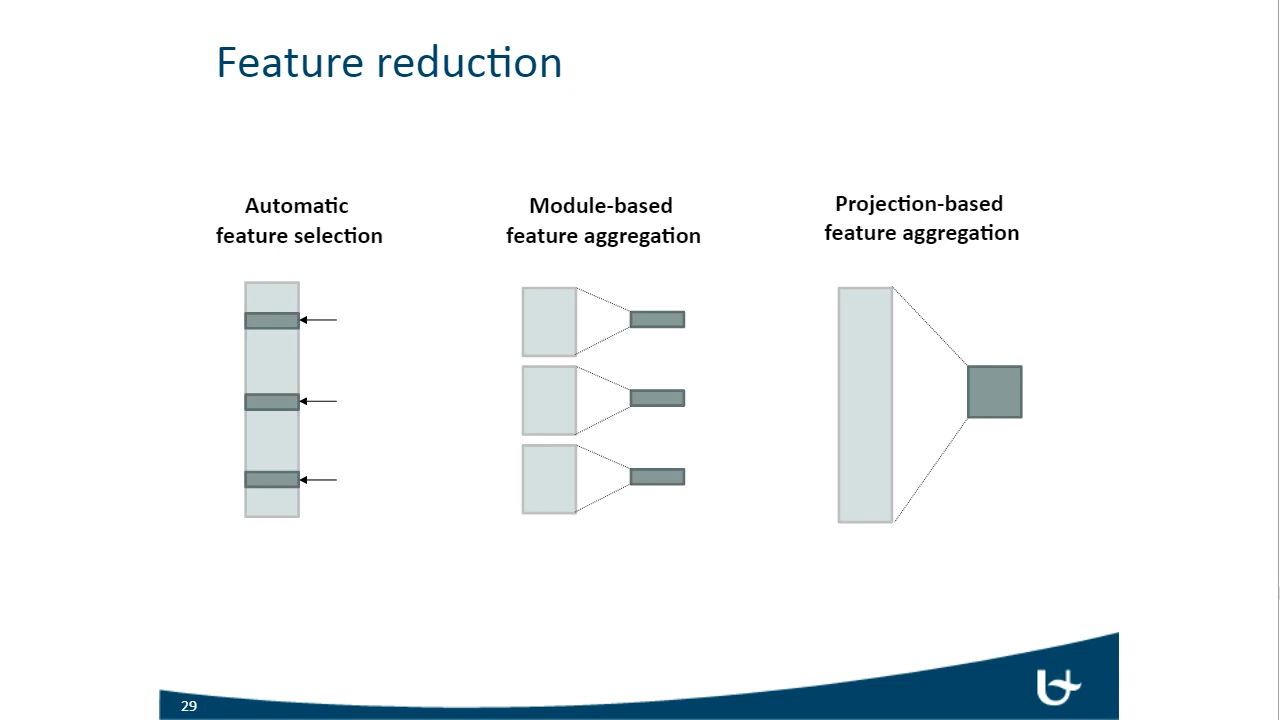 Feature reduction
Automatic
feature selection
Module-based
feature aggregation
Projection-based
feature aggregation
29